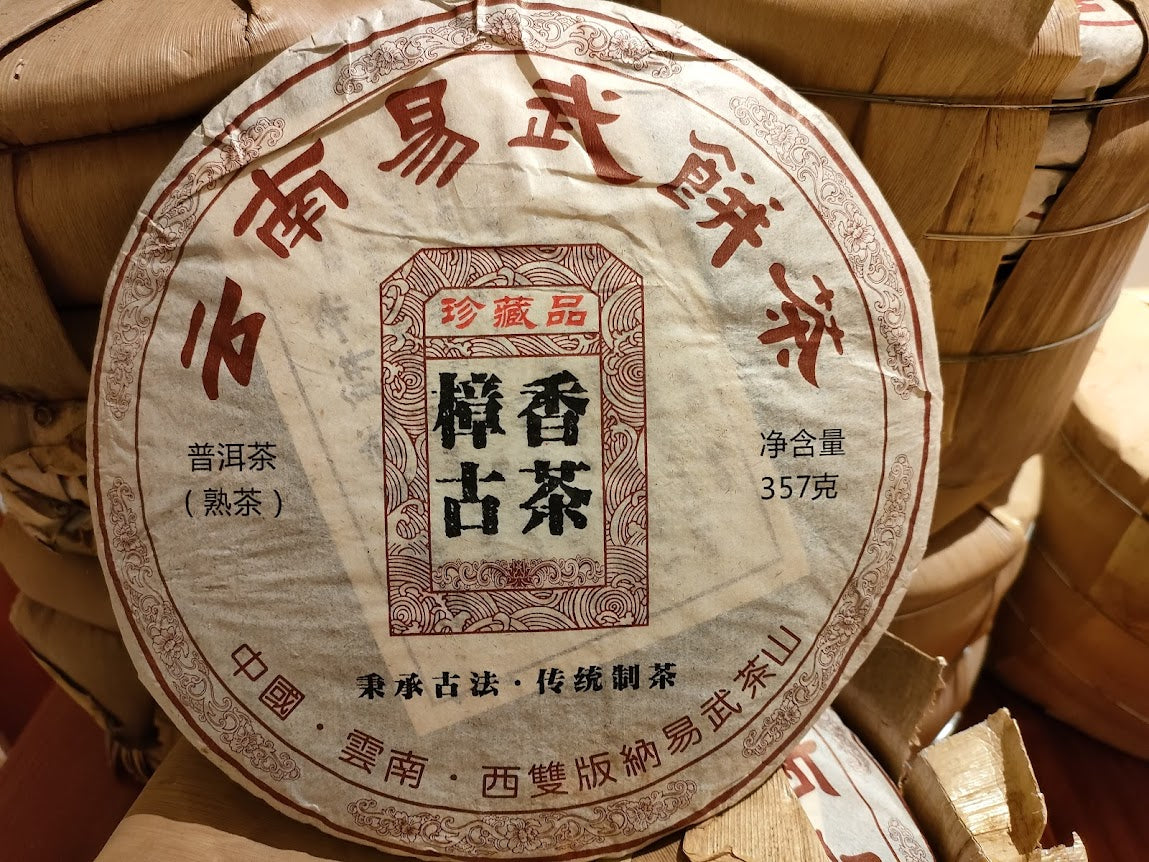 云南易武餅茶
珍藏品
樟香
古茶
普洱茶
(熟茶)
净含量
357克
秉承古法·传统制茶
中國·雲南·西雙版納易武茶山